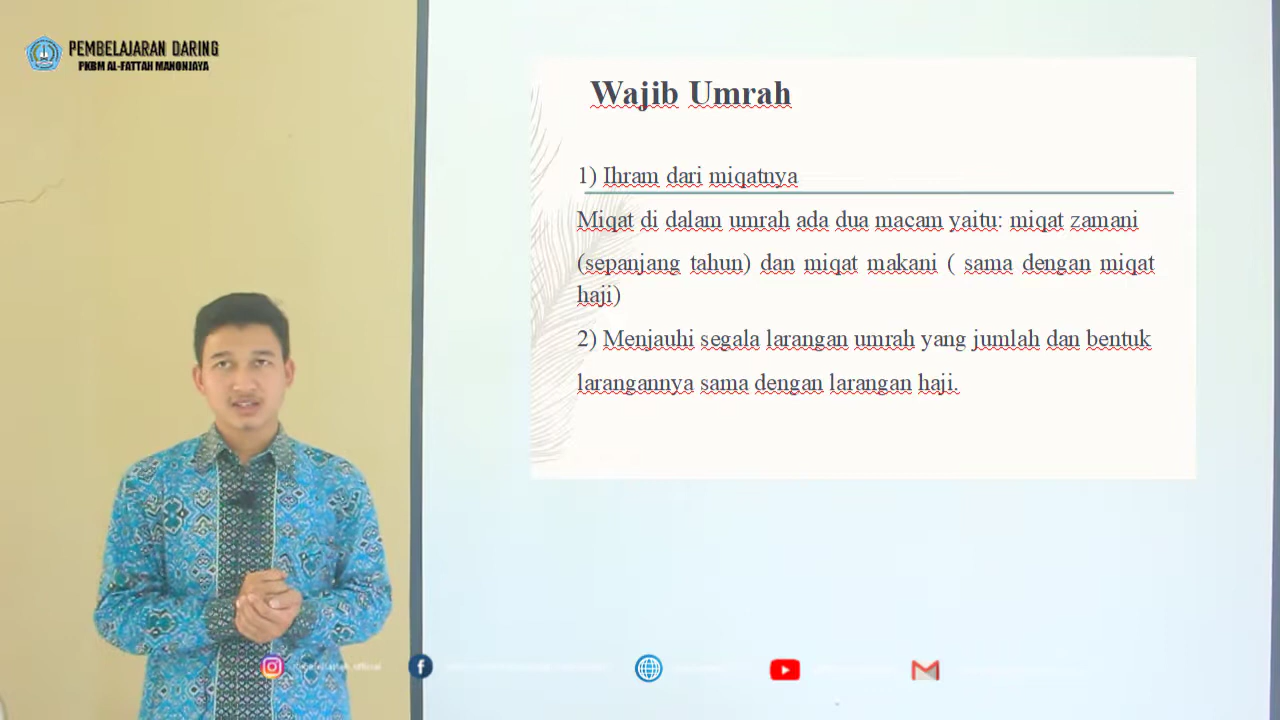 PEMBELAJARAN DARING
PKBM AL-FATTAH MANONJAYA
Wajib Umrah
1) Ihram dari miqatnya
Miqat di dalam umrah ada dua macam yaitu: miqat zamani
(sepanjang tahun) dan miqat makani ( sama dengan miqat
haji)
2) Menjauhi segala larangan umrah yang jumlah dan bentuk
larangannya sama dengan larangan haji.